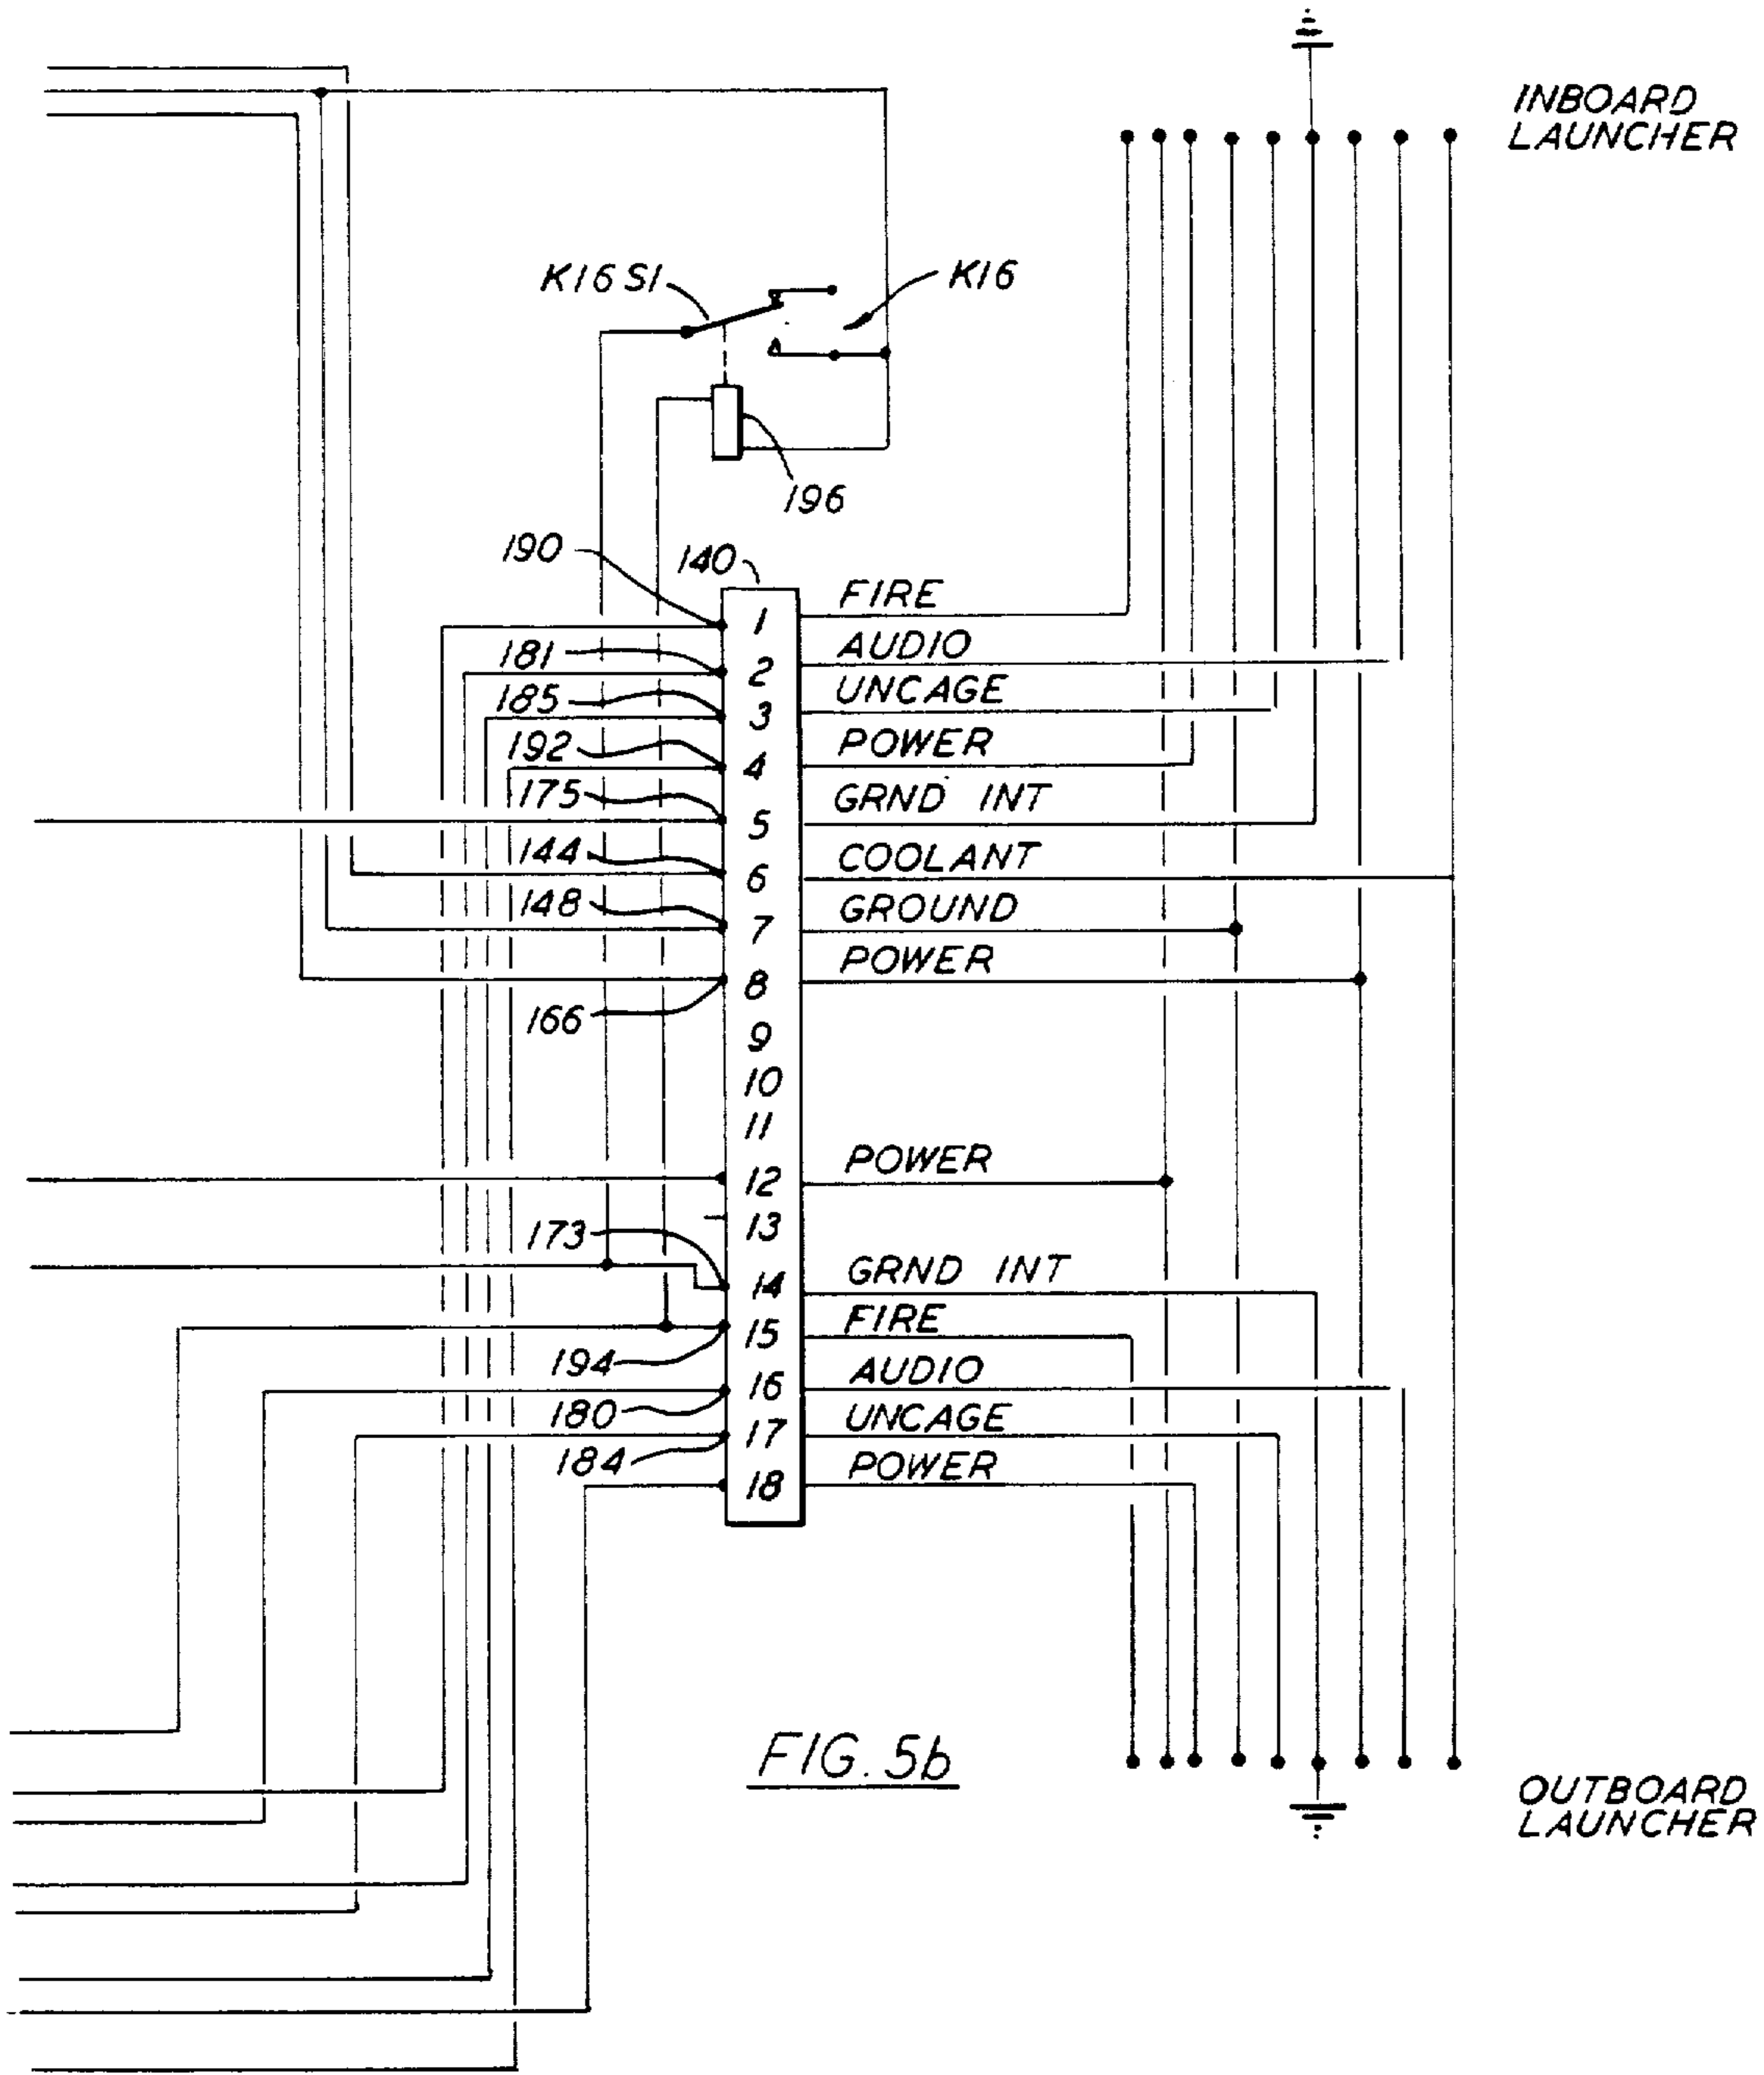 INBOARD
LAUNCHER
K16 S1
K16
196
190
140
1
FIRE
181
2
AUDIO
185
3
UNCAGE
192
4
POWER
175
5
GRND INT
144
6
COOLANT
148
7
GROUND
8
POWER
166
9
10
11
12
POWER
13
173
14
GRND INT
15
FIRE
194
16
AUDIO
180
17
UNCAGE
184
18
POWER
FIG. 5b
OUTBOARD
LAUNCHER